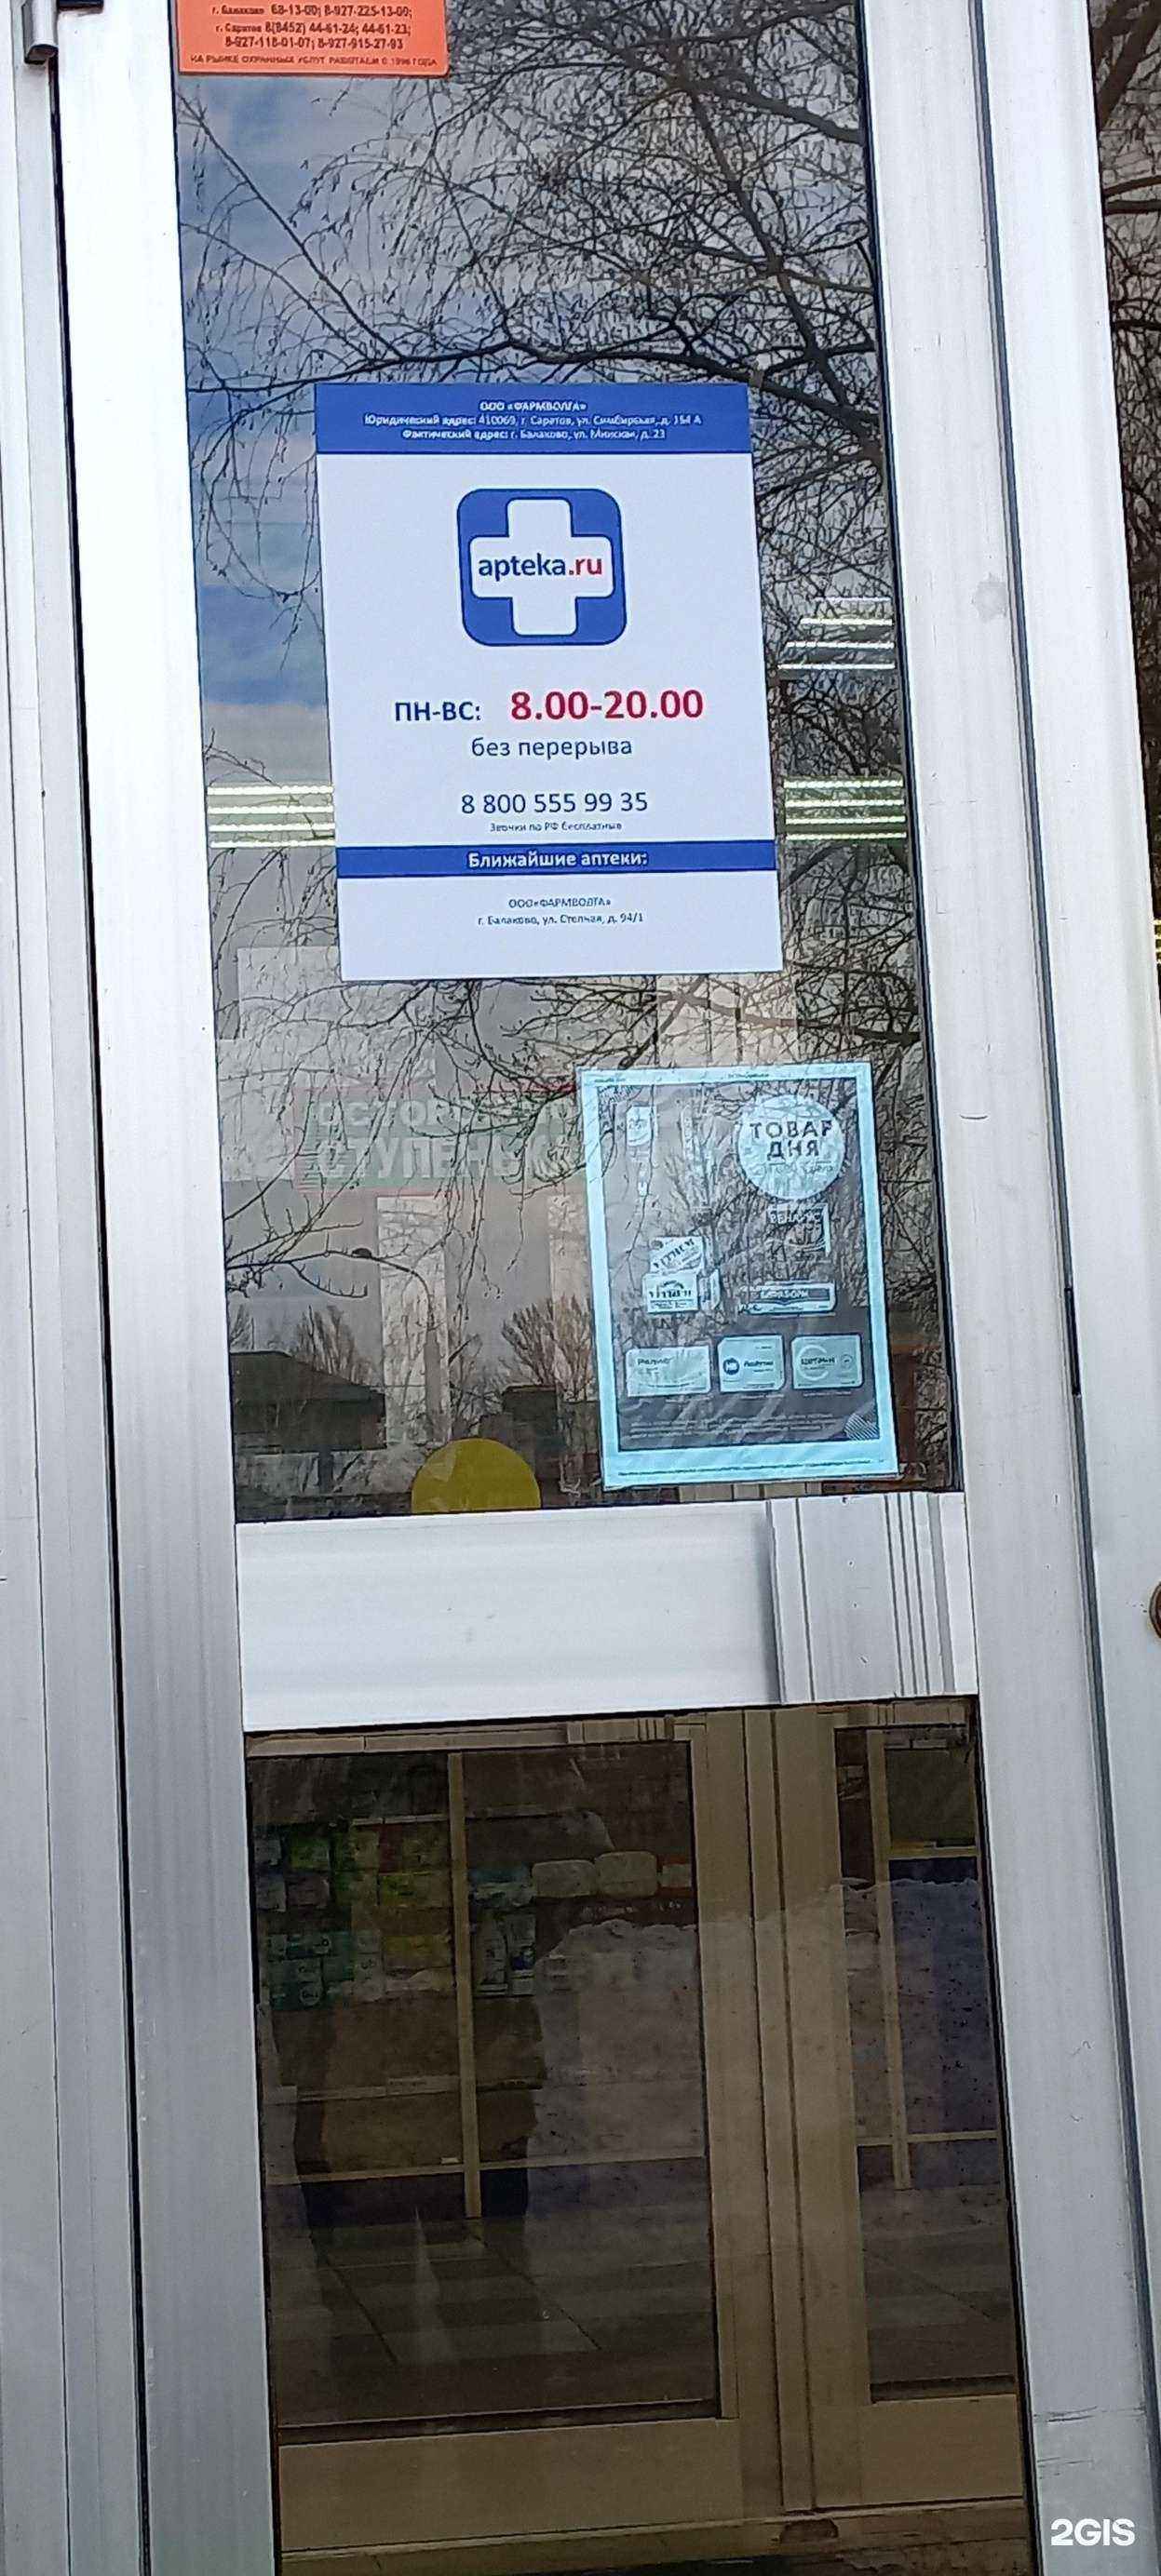 г. Балаково 68-13-00; 8-927-225-13-00;
г. Саратов 8(8452) 44-61-24; 44-61-23;
8-927-118-01-07; 8-927-915-27-93
НА РЫНКЕ ОХРАННЫХ УСЛУГ РАБОТАЕМ С 1996 ГОДА
ООО «ФАРМВОЛГА»
Юридический адрес: 410069, г. Саратов, ул. Симбирская, д. 154 А
Фактический адрес: г. Балаково, ул. Минская, д. 23
apteka.ru
ПН-ВС: 8.00-20.00
без перерыва
8 800 555 99 35
Звонки по РФ бесплатные
Ближайшие аптеки:
ООО«ФАРМВОЛГА»
г. Балаково, ул. Степная, д. 94/1
ТОВАР
ДНЯ
2GIS